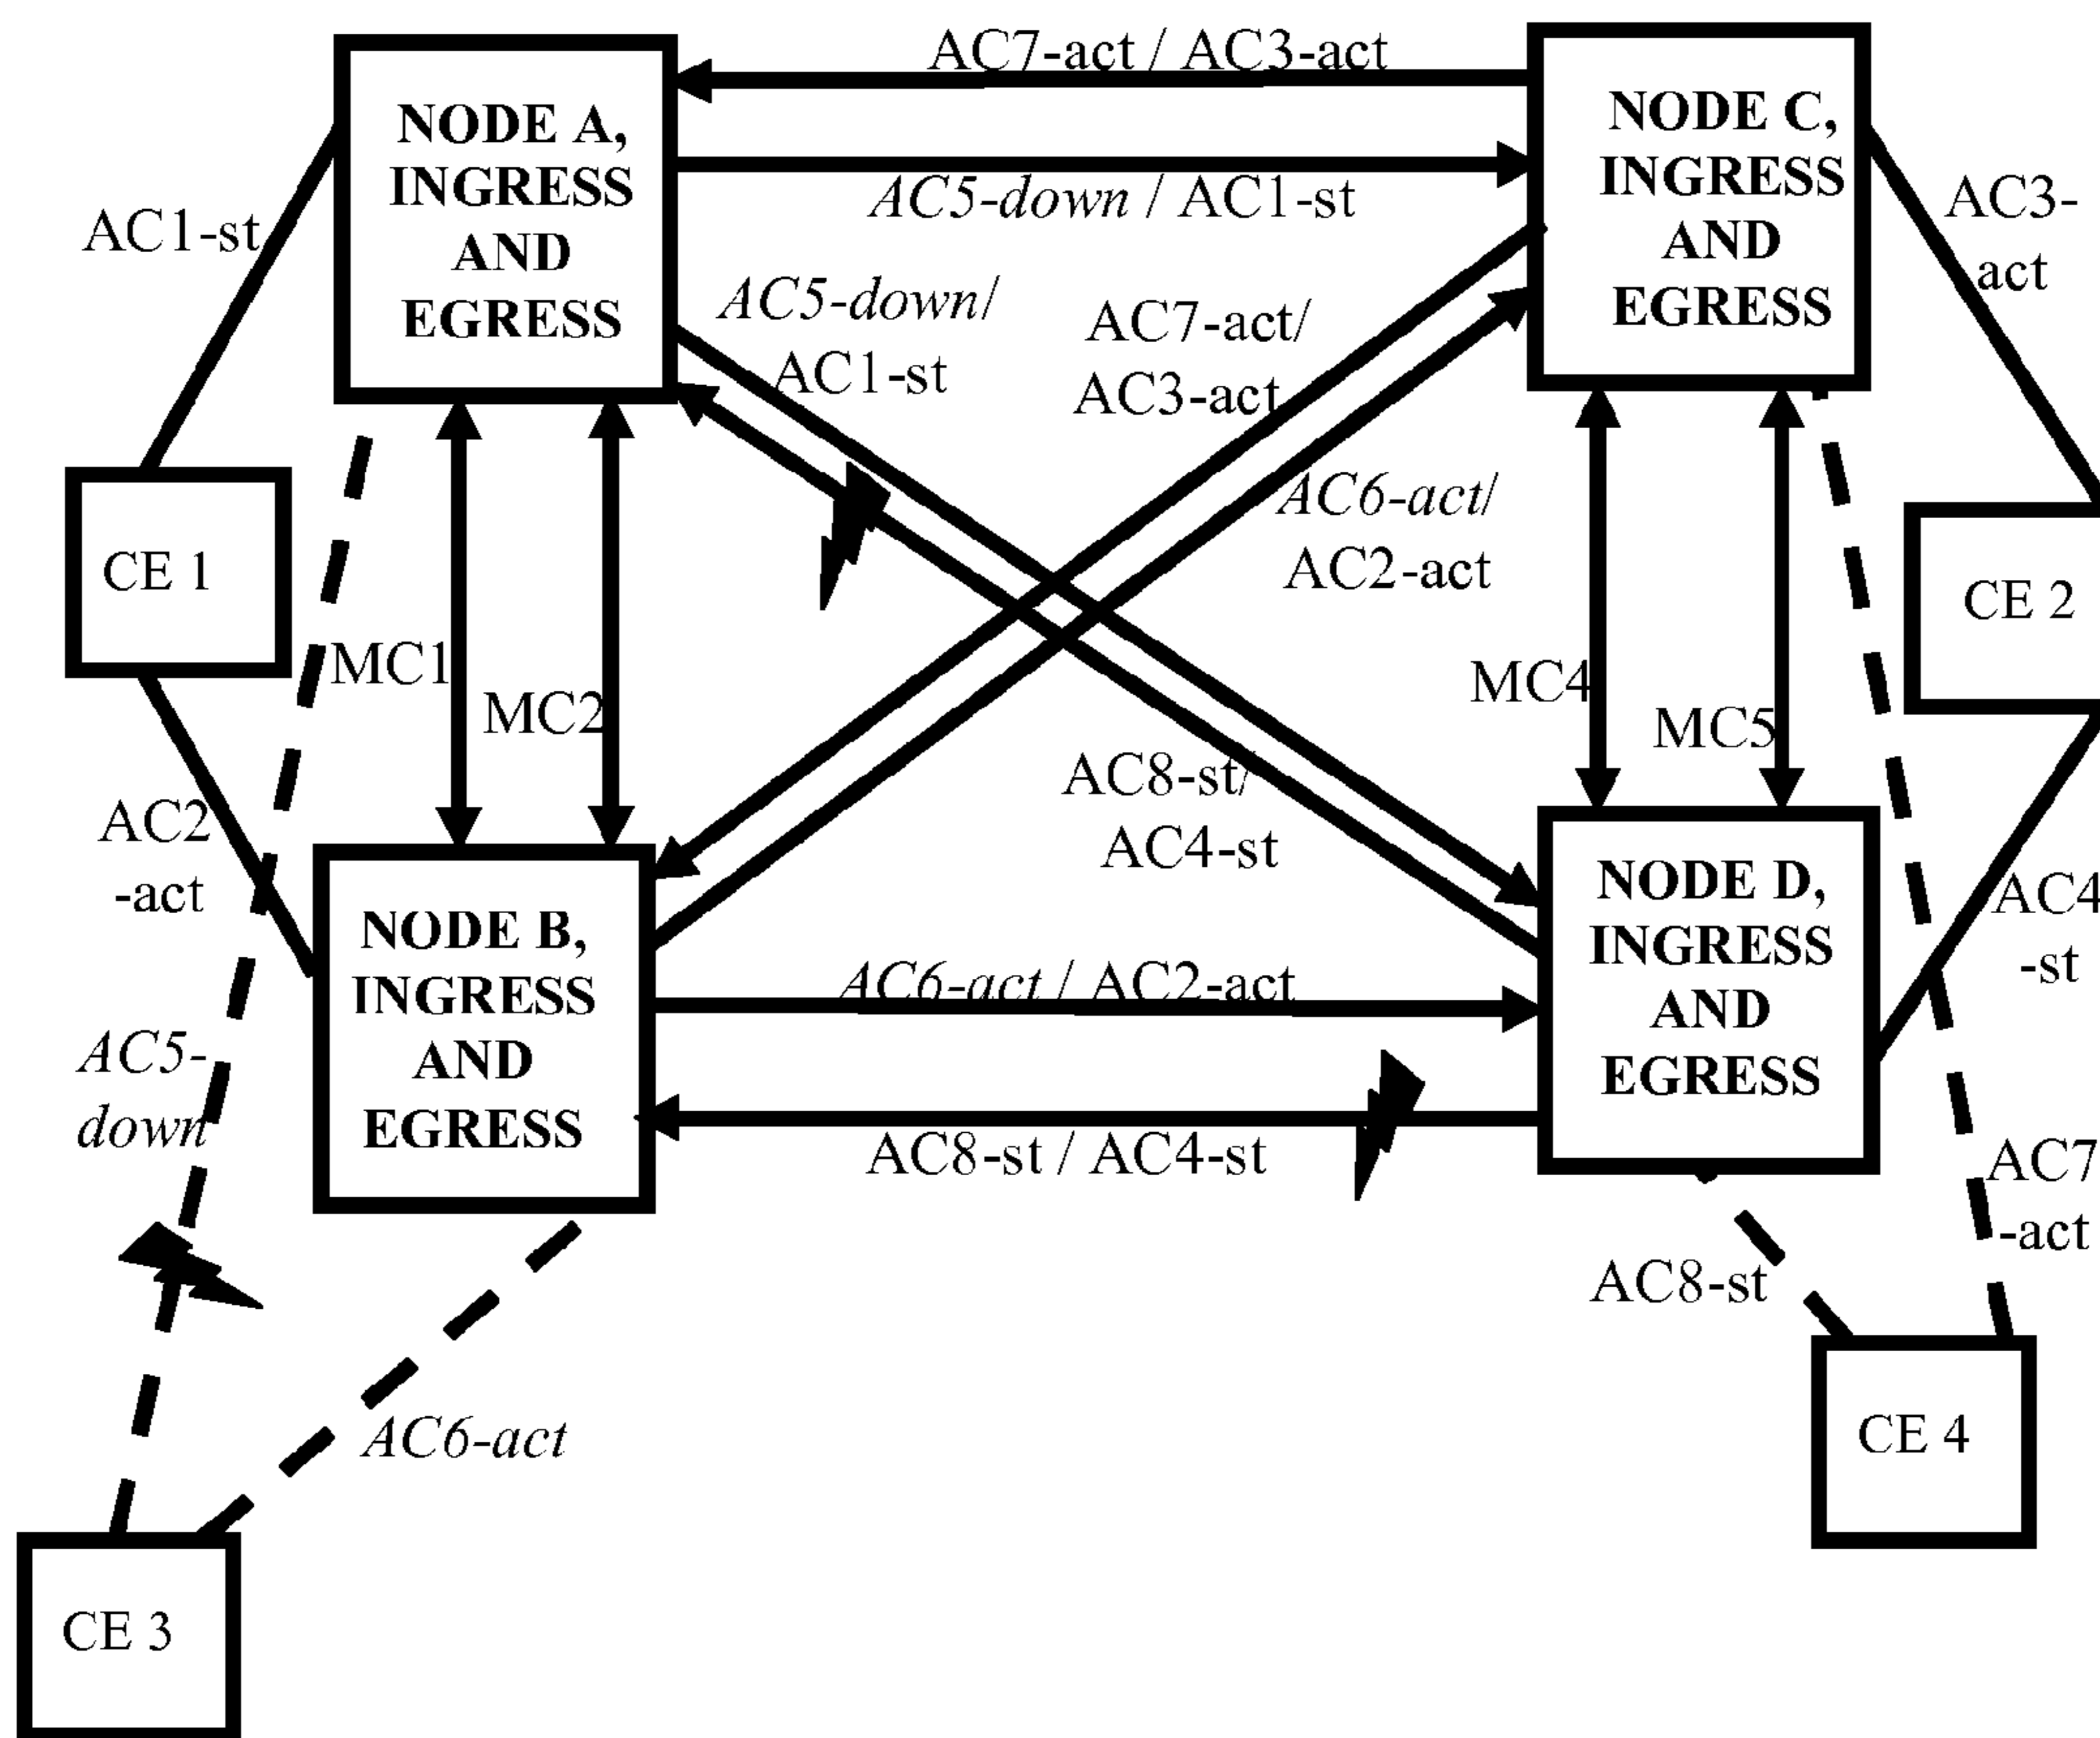 AC7-act / AC3-act
NODE A,
INGRESS
AND
EGRESS
NODE C,
INGRESS
AND
EGRESS
AC1-st
AC5-down / AC1-st
AC3-
act
AC5-down/
AC1-st
AC7-act/
AC3-act
AC6-act/
AC2-act
CE 1
CE 2
MC1
MC2
MC4
MC5
AC8-st/
AC4-st
AC2
-act
NODE B,
INGRESS
AND
EGRESS
NODE D,
INGRESS
AND
EGRESS
AC4
-st
AC6-act / AC2-act
AC5-
down
AC8-st / AC4-st
AC7
-act
AC8-st
AC6-act
CE 4
CE 3